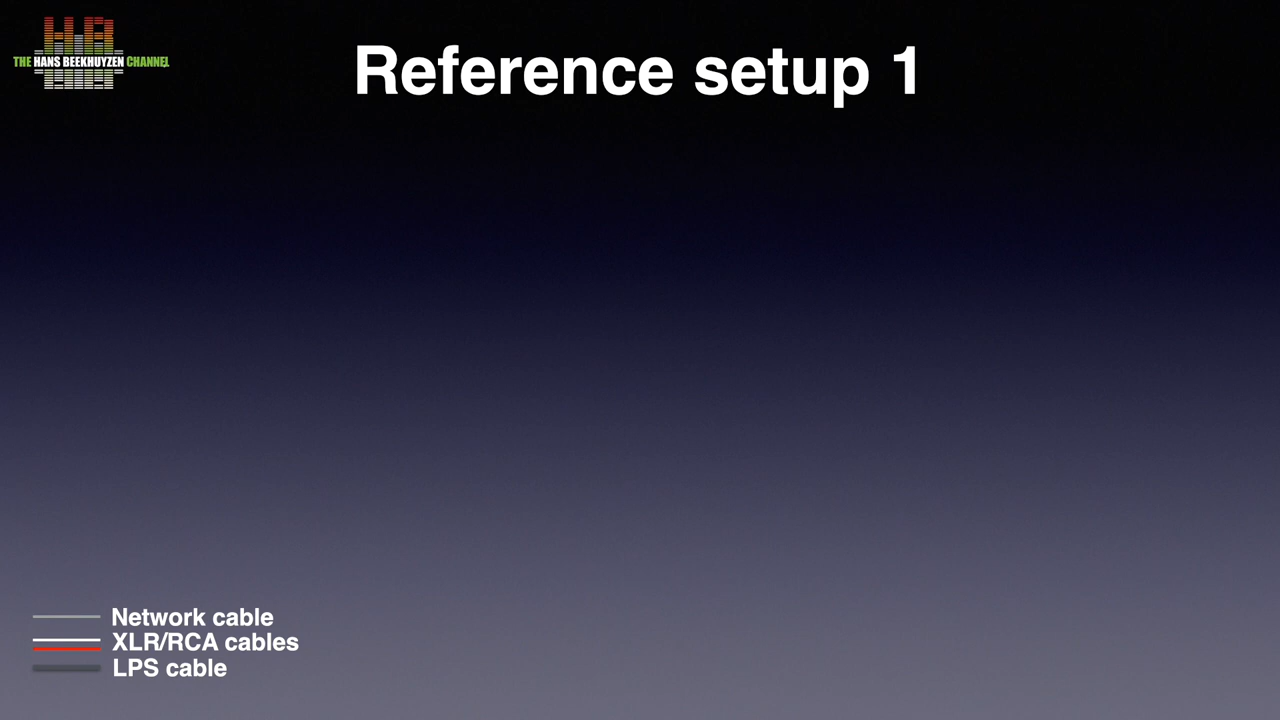 THE HANS BEEKHUYZEN CHANNEL
Reference setup 1
Network cable
XLR/RCA cables
LPS cable